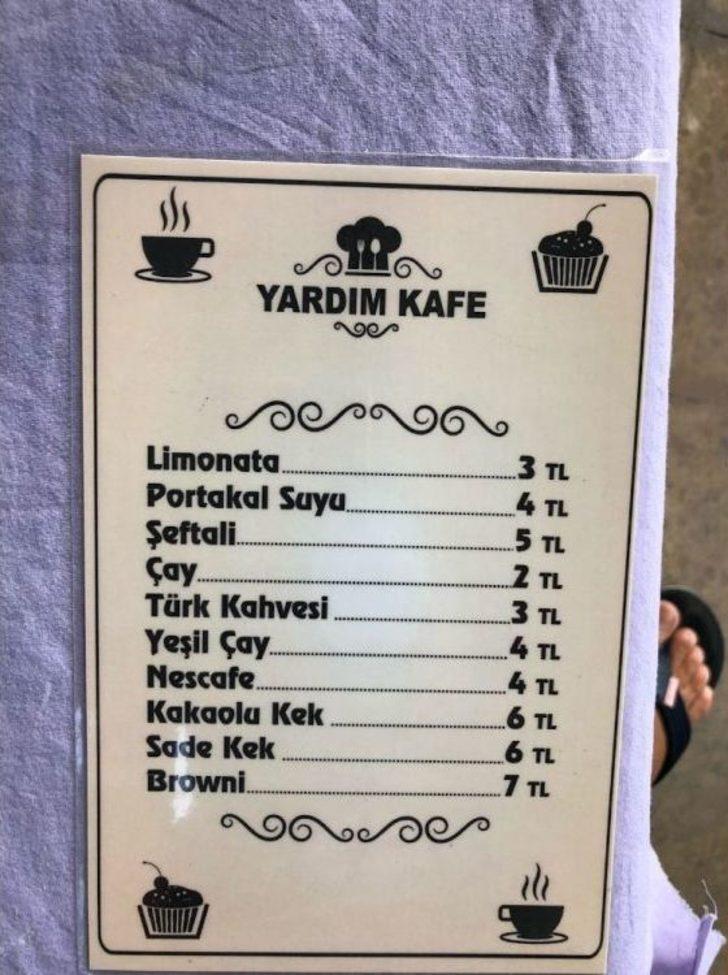 YARDIM KAFE
Limonata 3 TL
Portakal Suyu 4 TL
Şeftali 5 TL
Çay 2 TL
Türk Kahvesi 3 TL
Yeşil Çay 4 TL
Nescafe 4 TL
Kakaolu Kek 6 TL
Sade Kek 6 TL
Browni 7 TL